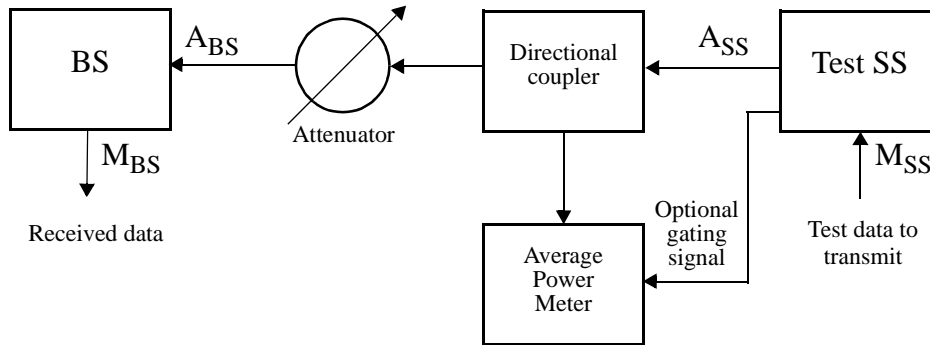 BS
A_BS
Attenuator
Directional
coupler
A_SS
Test SS
M_BS
Received data
M_SS
Test data to
transmit
Optional
gating
signal
Average
Power
Meter